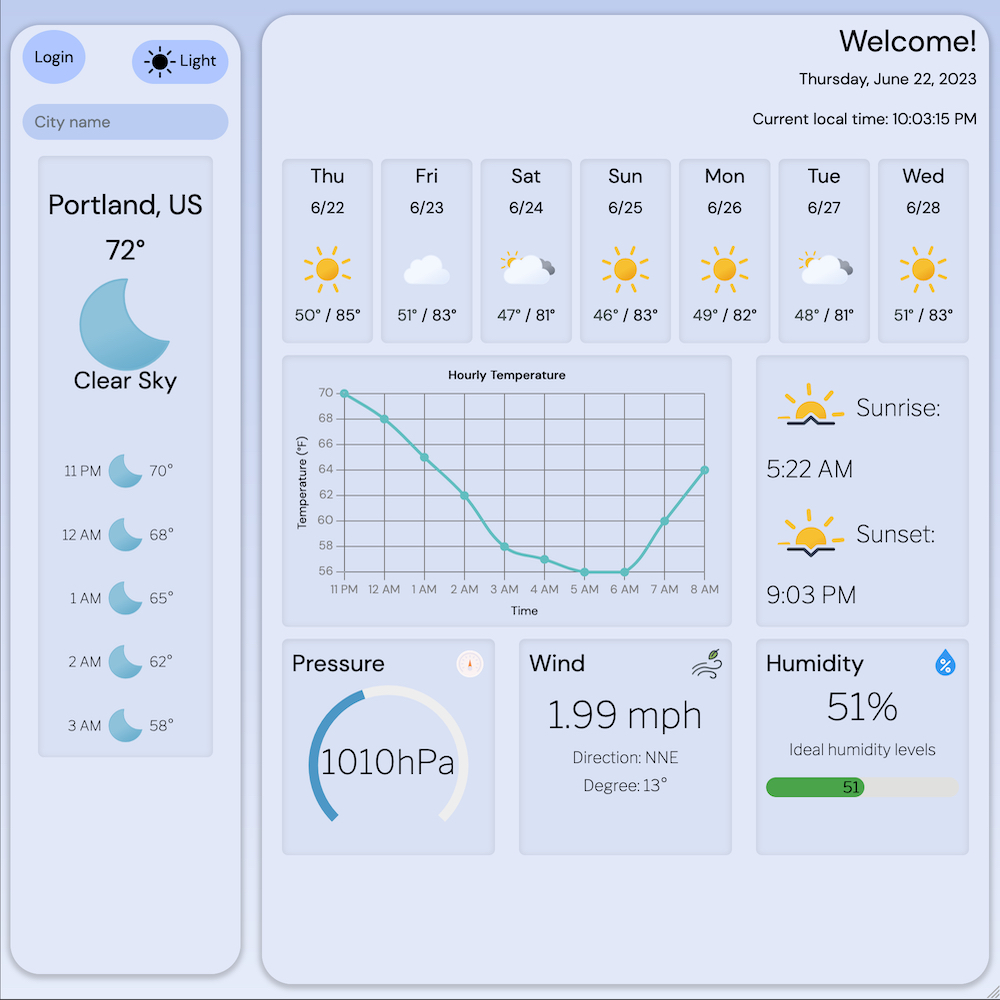 Login
Light
City name
Portland, US
72°
Clear Sky
11 PM 70°
12 AM 68°
1 AM 65°
2 AM 62°
3 AM 58°
Welcome!
Thursday, June 22, 2023
Current local time: 10:03:15 PM
Thu Fri Sat Sun Mon Tue Wed
6/22 6/23 6/24 6/25 6/26 6/27 6/28
50° / 85° 51° / 83° 47° / 81° 46° / 83° 49° / 82° 48° / 81° 51° / 83°
Hourly Temperature
Temperature (°F)
70
68
66
64
62
60
58
56
11 PM 12 AM 1 AM 2 AM 3 AM 4 AM 5 AM 6 AM 7 AM 8 AM
Time
Sunrise:
5:22 AM
Sunset:
9:03 PM
Pressure
1010hPa
Wind
1.99 mph
Direction: NNE
Degree: 13°
Humidity
%
51%
Ideal humidity levels
51